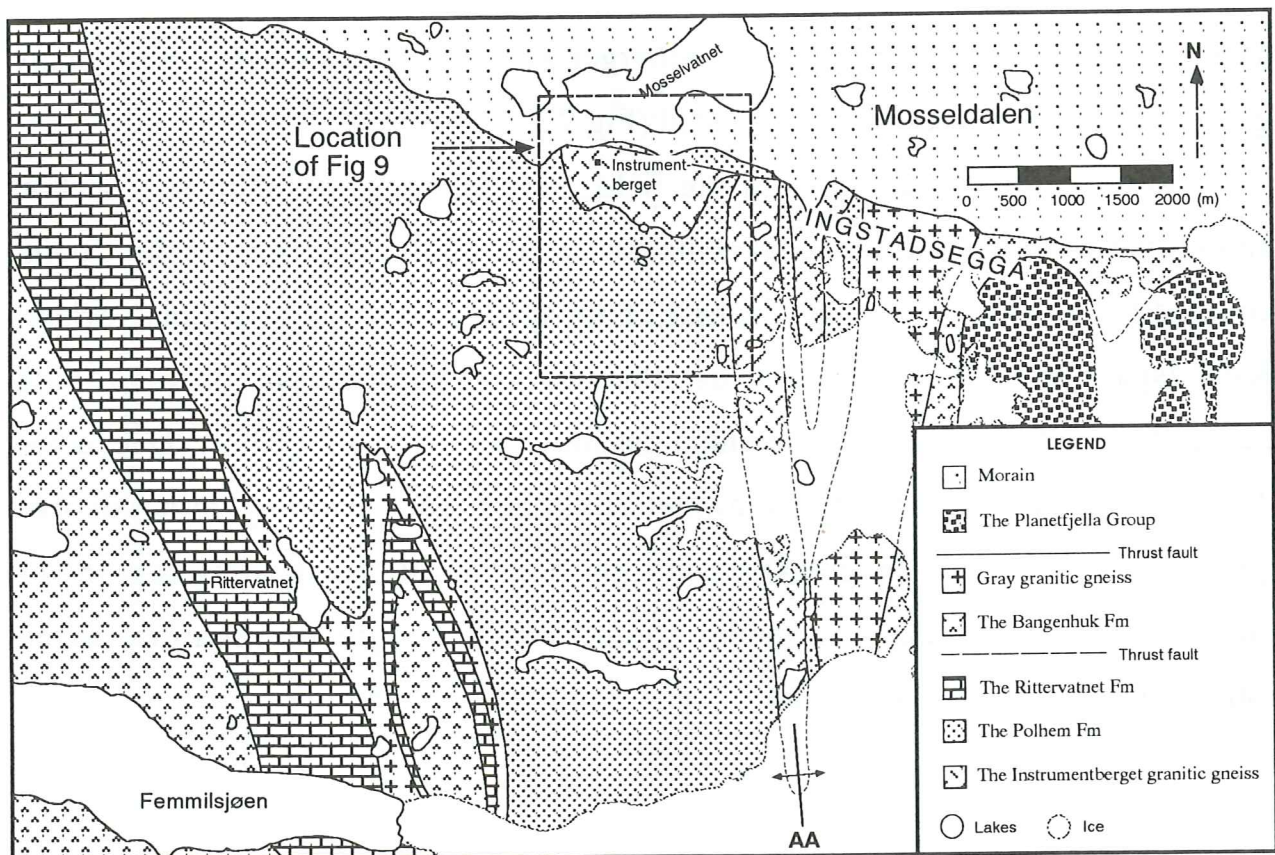 N
Mosselvatnet
Mosseldalen
Location
of Fig 9
Instrument-
berget
0 500 1000 1500 2000 (m)
INGSTADSEGGA
Rittervatnet
Femmilsjøen
AA
LEGEND
Morain
The Planetfjella Group
Thrust fault
Gray granitic gneiss
The Bangenhuk Fm
Thrust fault
The Rittervatnet Fm
The Polhem Fm
The Instrumentberget granitic gneiss
Lakes Ice